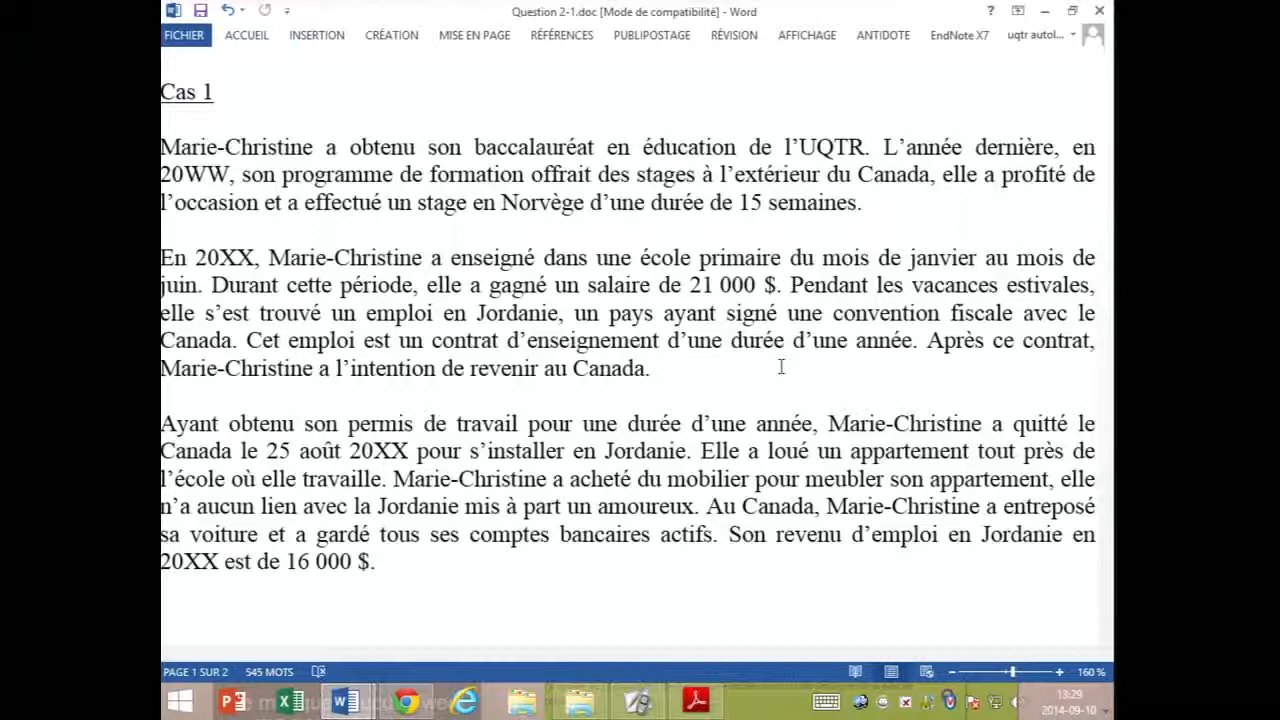 Question 2-1.doc [Mode de compatibilité] - Word
FICHIER ACCUEIL INSERTION CRÉATION MISE EN PAGE RÉFÉRENCES PUBLIPOSTAGE RÉVISION AFFICHAGE ANTIDOTE EndNote X7 uqtr autol...
Cas 1
Marie-Christine a obtenu son baccalauréat en éducation de l’UQTR. L’année dernière, en
20WW, son programme de formation offrait des stages à l’extérieur du Canada, elle a profité de
l’occasion et a effectué un stage en Norvège d’une durée de 15 semaines.
En 20XX, Marie-Christine a enseigné dans une école primaire du mois de janvier au mois de
juin. Durant cette période, elle a gagné un salaire de 21 000 $. Pendant les vacances estivales,
elle s’est trouvé un emploi en Jordanie, un pays ayant signé une convention fiscale avec le
Canada. Cet emploi est un contrat d’enseignement d’une durée d’une année. Après ce contrat,
Marie-Christine a l’intention de revenir au Canada.
Ayant obtenu son permis de travail pour une durée d’une année, Marie-Christine a quitté le
Canada le 25 août 20XX pour s’installer en Jordanie. Elle a loué un appartement tout près de
l’école où elle travaille. Marie-Christine a acheté du mobilier pour meubler son appartement, elle
n’a aucun lien avec la Jordanie mis à part un amoureux. Au Canada, Marie-Christine a entreposé
sa voiture et a gardé tous ses comptes bancaires actifs. Son revenu d’emploi en Jordanie en
20XX est de 16 000 $.
PAGE 1 SUR 2 545 MOTS 160 %
13:29
2014-09-10